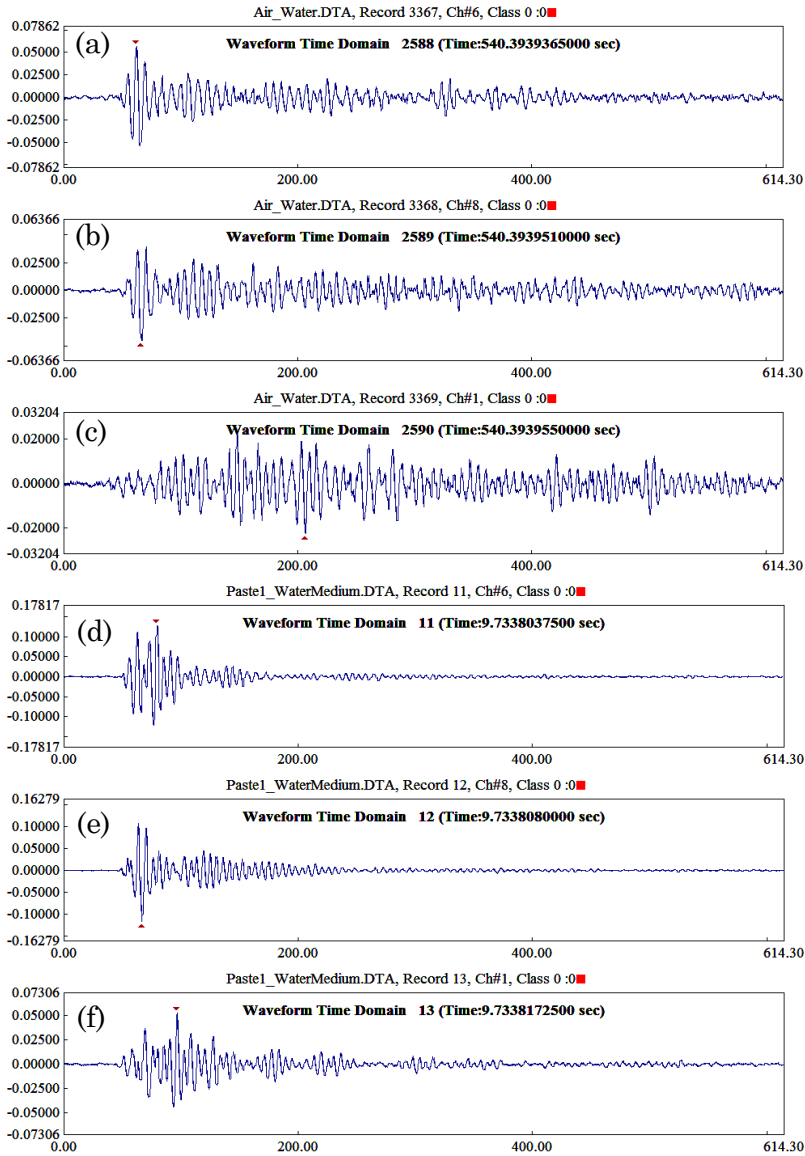 Air_Water.DTA, Record 3367, Ch#6, Class 0 :0
(a)
Waveform Time Domain 2588 (Time:540.3939365000 sec)
0.07862
0.05000
0.02500
0.00000
-0.02500
-0.05000
-0.07862
0.00 200.00 400.00 614.30
Air_Water.DTA, Record 3368, Ch#8, Class 0 :0
(b)
Waveform Time Domain 2589 (Time:540.3939510000 sec)
0.06366
0.02500
0.00000
-0.02500
-0.06366
0.00 200.00 400.00 614.30
Air_Water.DTA, Record 3369, Ch#1, Class 0 :0
(c)
Waveform Time Domain 2590 (Time:540.3939550000 sec)
0.03204
0.02000
0.00000
-0.02000
-0.03204
0.00 200.00 400.00 614.30
Paste1_WaterMedium.DTA, Record 11, Ch#6, Class 0 :0
(d)
Waveform Time Domain 11 (Time:9.7338037500 sec)
0.17817
0.10000
0.05000
0.00000
-0.05000
-0.10000
-0.17817
0.00 200.00 400.00 614.30
Paste1_WaterMedium.DTA, Record 12, Ch#8, Class 0 :0
(e)
Waveform Time Domain 12 (Time:9.7338080000 sec)
0.16279
0.10000
0.05000
0.00000
-0.05000
-0.10000
-0.16279
0.00 200.00 400.00 614.30
Paste1_WaterMedium.DTA, Record 13, Ch#1, Class 0 :0
(f)
Waveform Time Domain 13 (Time:9.7338172500 sec)
0.07306
0.05000
0.02500
0.00000
-0.02500
-0.05000
-0.07306
0.00 200.00 400.00 614.30